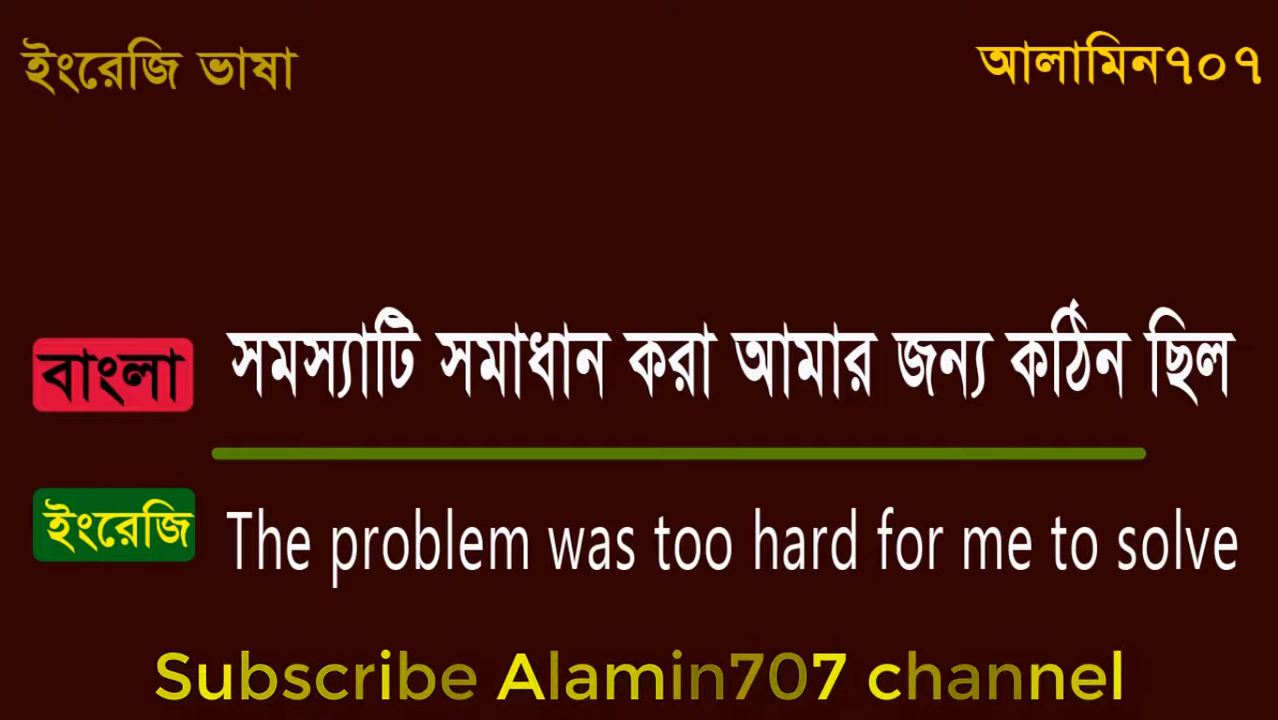 ইংরেজি ভাষা
আলামিন৭০৭
বাংলা
সমস্যাটি সমাধান করা আমার জন্য কঠিন ছিল
ইংরেজি
The problem was too hard for me to solve
Subscribe Alamin707 channel